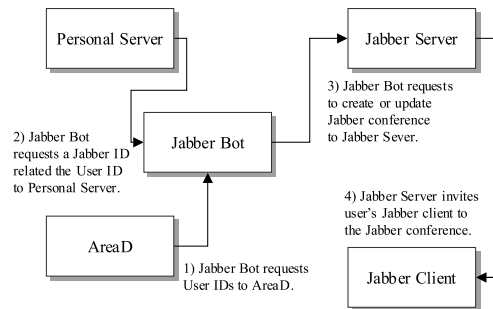 Personal Server
Jabber Server
3) Jabber Bot requests
to create or update
Jabber conference
to Jabber Sever.
2) Jabber Bot
requests a Jabber ID
related the User ID
to Personal Server.
Jabber Bot
4) Jabber Server invites
user's Jabber client to
the Jabber conference.
AreaD
1) Jabber Bot requests
User IDs to AreaD.
Jabber Client